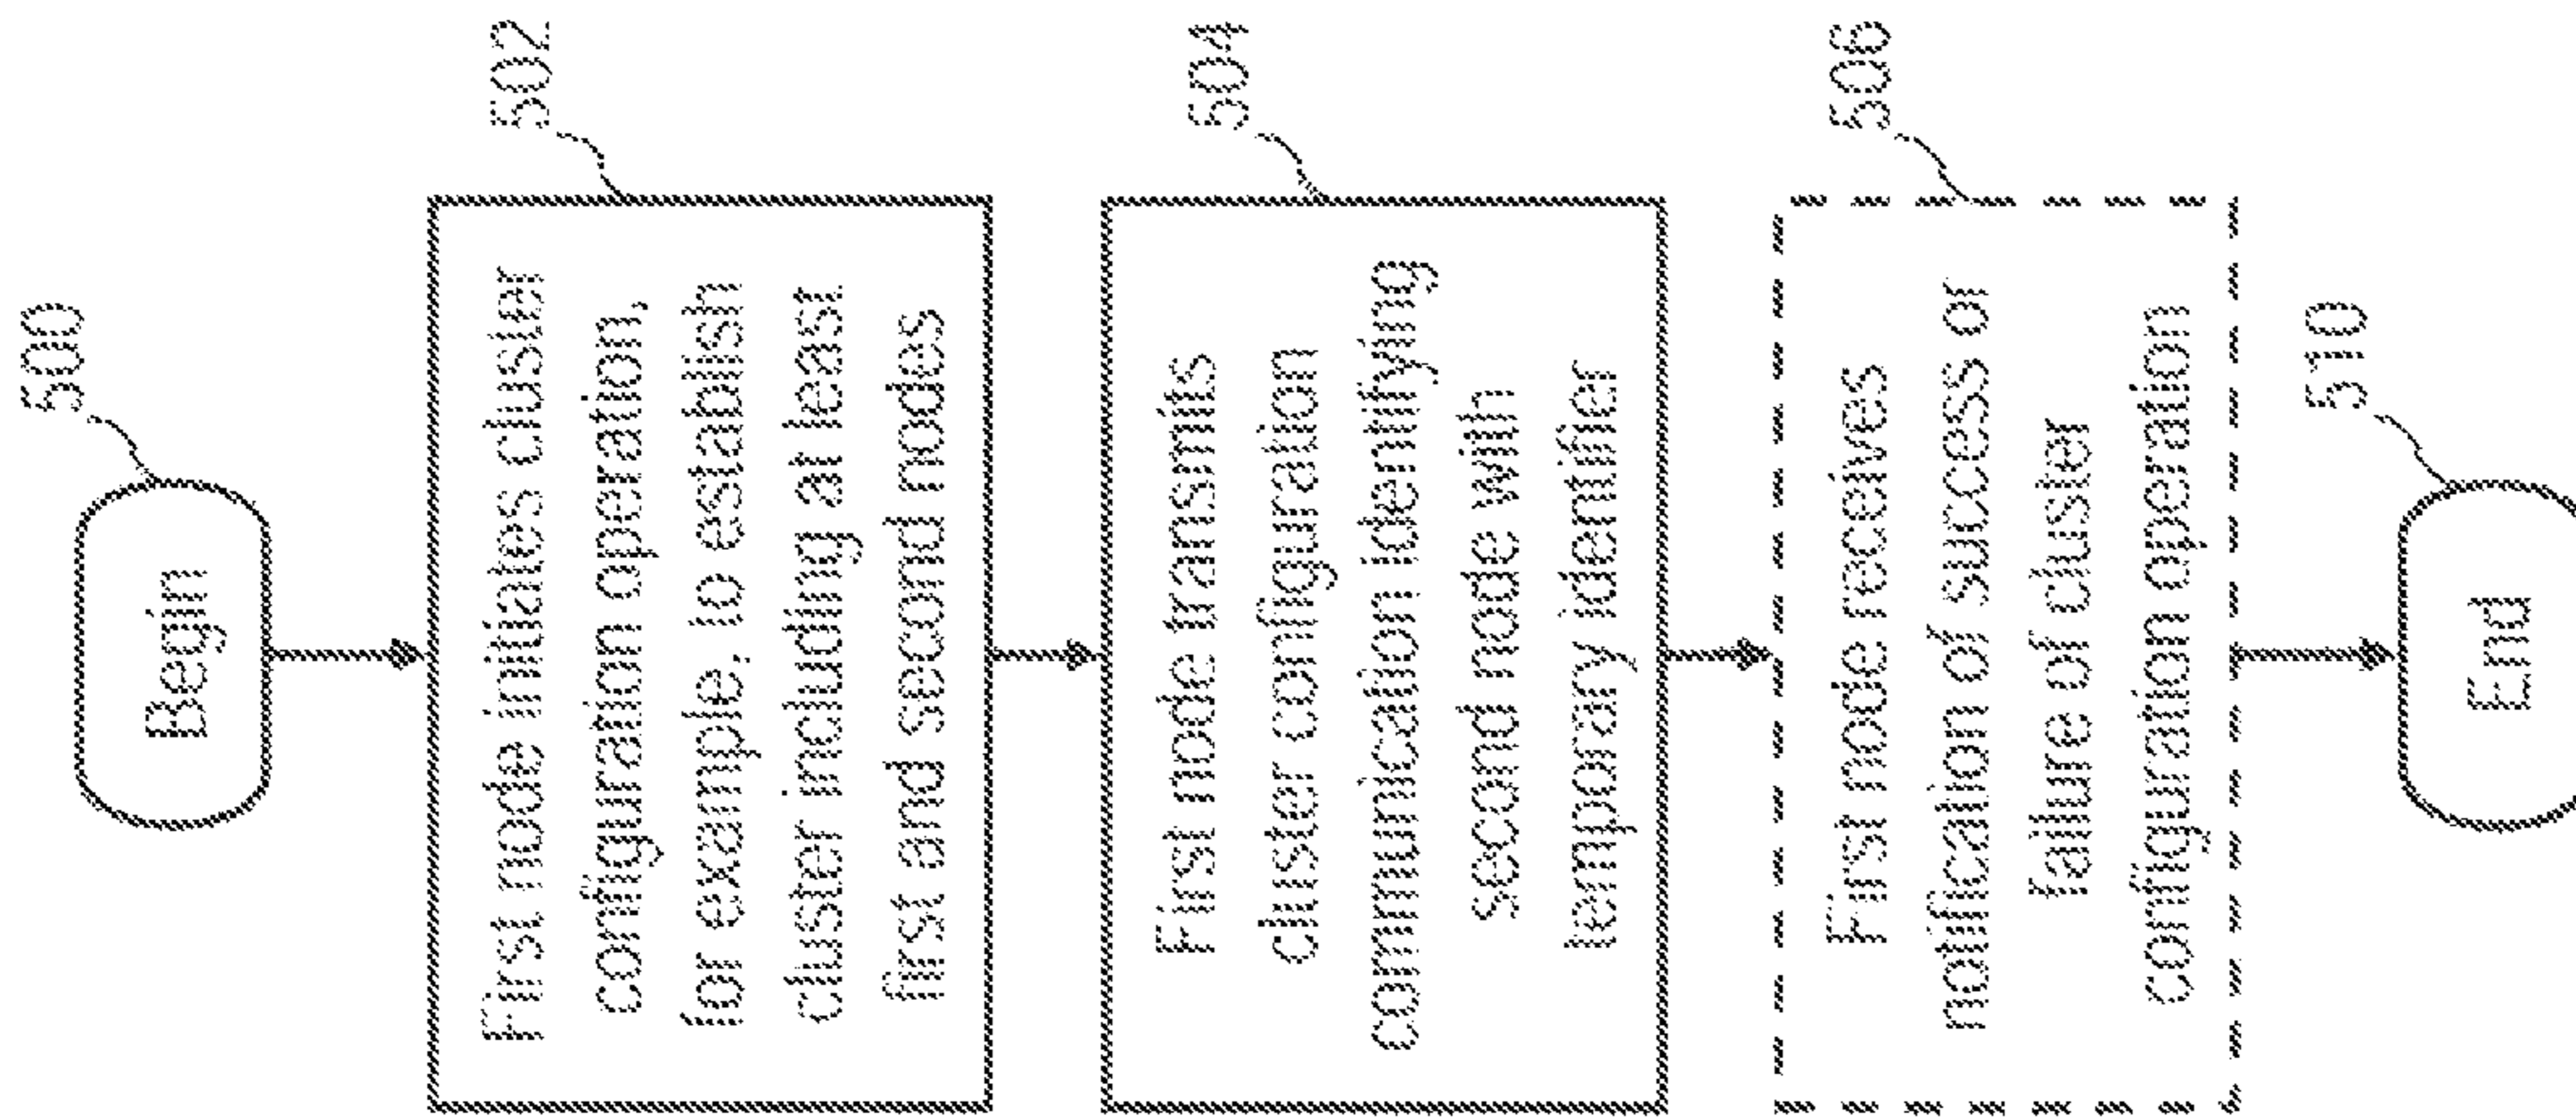 500
Begin
502
First node initiates cluster
configuration operation,
for example, to establish
cluster including at least
first and second nodes
504
First node transmits
cluster configuration
communication identifying
second node with
temporary identifier
506
First node receives
notification of success or
failure of cluster
configuration operation
510
End